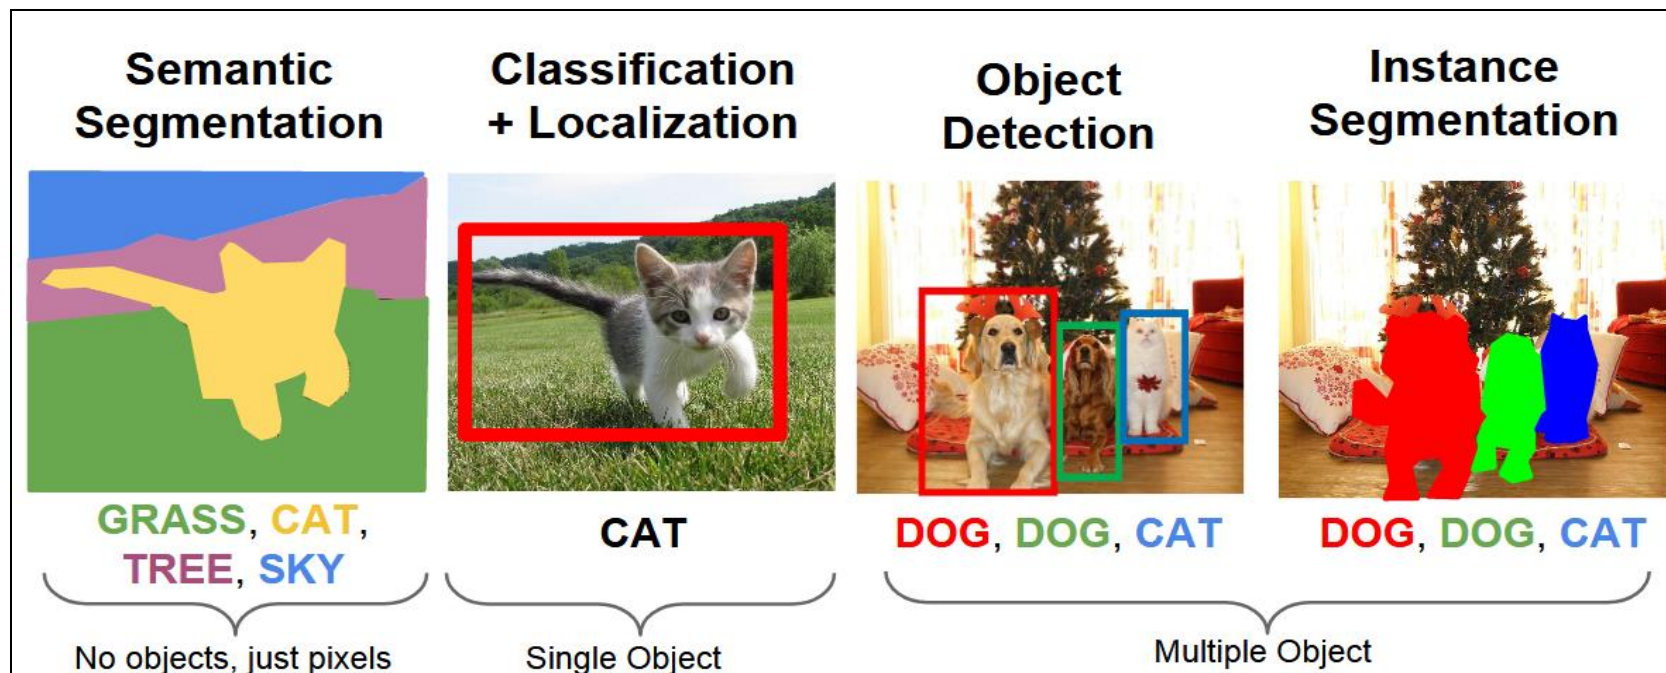 Semantic
Segmentation
Classification
+ Localization
Object
Detection
Instance
Segmentation
GRASS, CAT,
TREE, SKY
CAT
DOG, DOG, CAT
DOG, DOG, CAT
No objects, just pixels
Single Object
Multiple Object